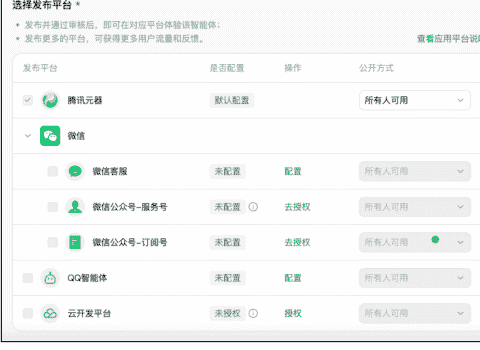 选择发布平台 *
* 发布并通过审核后，即可在对应平台体验该智能体；
* 发布更多的平台，可获得更多用户流量和反馈。 查看应用平台说
发布平台 是否配置 操作 公开方式
腾讯元器 默认配置 所有人可用
微信
微信客服 未配置 配置 所有人可用
微信公众号-服务号 未配置 去授权 所有人可用
微信公众号-订阅号 未配置 去授权 所有人可用
QQ智能体 未配置 配置 所有人可用
云开发平台 未授权 授权 所有人可用